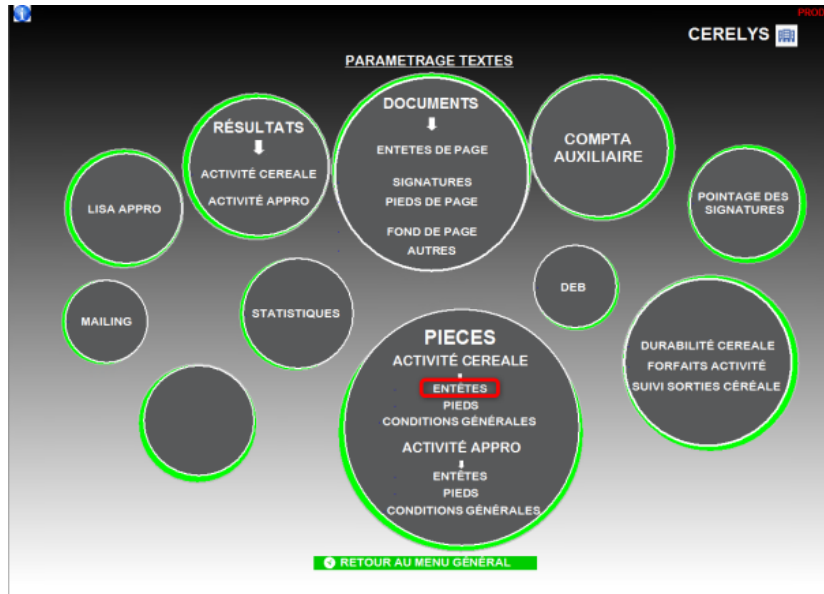 PROD
CERELYS
PARAMETRAGE TEXTES
DOCUMENTS
ENTETES DE PAGE
SIGNATURES
PIEDS DE PAGE
FOND DE PAGE
AUTRES
RÉSULTATS
ACTIVITÉ CEREALE
ACTIVITÉ APPRO
COMPTA
AUXILIAIRE
LISA APPRO
POINTAGE DES
SIGNATURES
MAILING
STATISTIQUES
DEB
PIECES
ACTIVITÉ CEREALE
ENTÊTES
PIEDS
CONDITIONS GÉNÉRALES
ACTIVITÉ APPRO
ENTÊTES
PIEDS
CONDITIONS GÉNÉRALES
DURABILITÉ CEREALE
FORFAITS ACTIVITÉ
SUIVI SORTIES CÉRÉALE
RETOUR AU MENU GÉNÉRAL